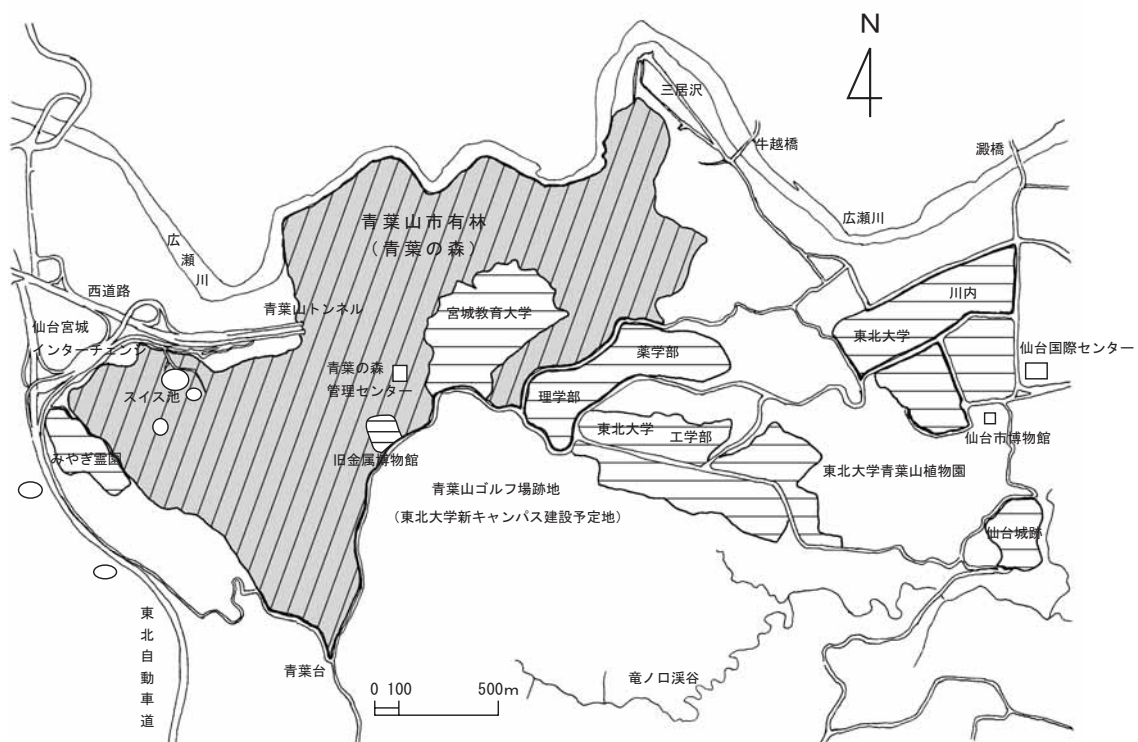 N
三居沢
牛越橋
澱橋
青葉山市有林
（青葉の森）
広瀬川
広瀬川
川内
西道路
青葉山トンネル
宮城教育大学
東北大学
仙台宮城
インターチェンジ
薬学部
仙台国際センター
青葉の森
管理センター
スイス池
理学部
東北大学
工学部
仙台市博物館
みやぎ霊園
旧金属博物館
東北大学青葉山植物園
青葉山ゴルフ場跡地
（東北大学新キャンパス建設予定地）
仙台城跡
東北自動車道
青葉台
竜ノ口渓谷
0 100 500m